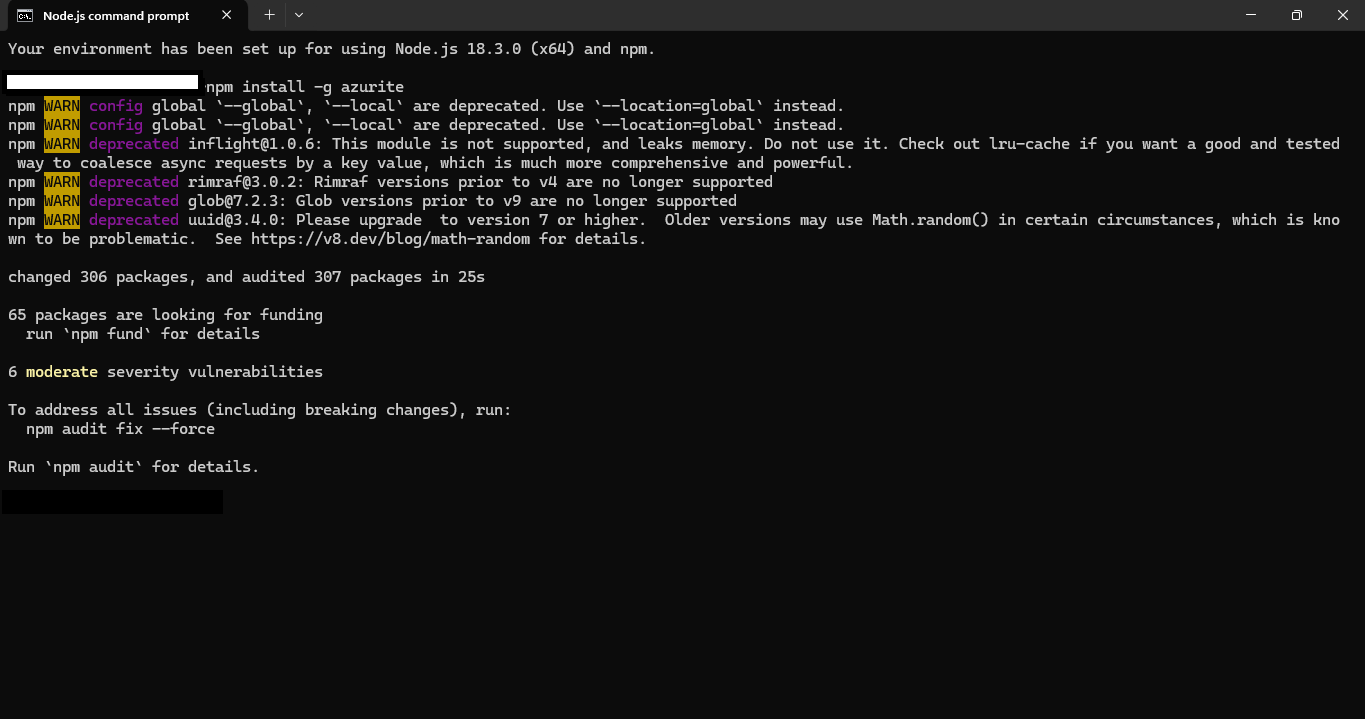 Node.js command prompt
Your environment has been set up for using Node.js 18.3.0 (x64) and npm.
npm install -g azurite
npm WARN config global `--global`, `--local` are deprecated. Use `--location=global` instead.
npm WARN config global `--global`, `--local` are deprecated. Use `--location=global` instead.
npm WARN deprecated inflight@1.0.6: This module is not supported, and leaks memory. Do not use it. Check out lru-cache if you want a good and tested
way to coalesce async requests by a key value, which is much more comprehensive and powerful.
npm WARN deprecated rimraf@3.0.2: Rimraf versions prior to v4 are no longer supported
npm WARN deprecated glob@7.2.3: Glob versions prior to v9 are no longer supported
npm WARN deprecated uuid@3.4.0: Please upgrade  to version 7 or higher.  Older versions may use Math.random() in certain circumstances, which is kno
wn to be problematic.  See https://v8.dev/blog/math-random for details.
changed 306 packages, and audited 307 packages in 25s
65 packages are looking for funding
run `npm fund` for details
6 moderate severity vulnerabilities
To address all issues (including breaking changes), run:
npm audit fix --force
Run `npm audit` for details.